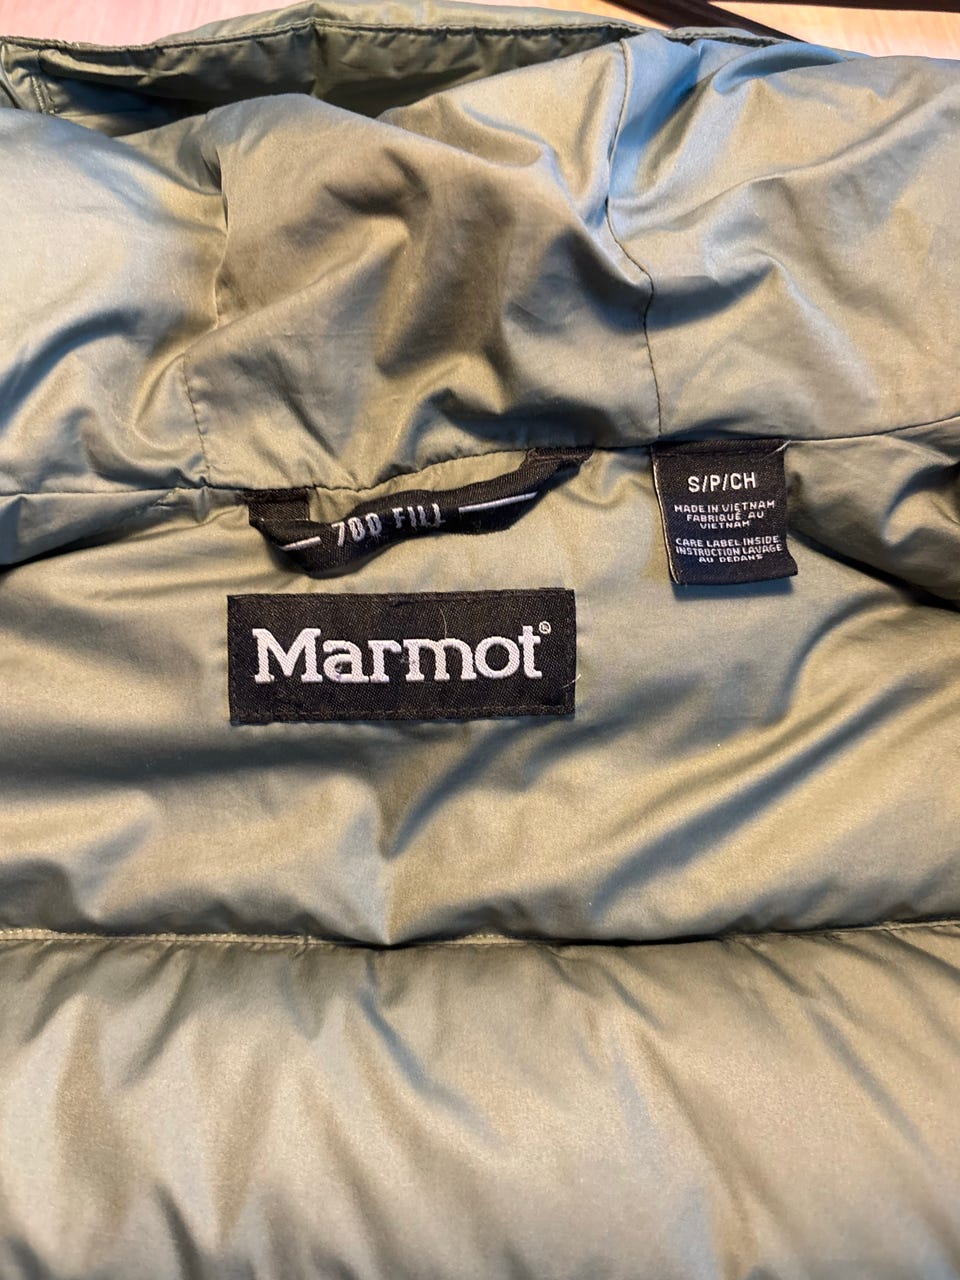 700 FILL
S/P/CH
MADE IN VIETNAM
FABRIQUÉ AU
VIETNAM
CARE LABEL INSIDE
INSTRUCTION LAVAGE
AU DEDANS
Marmot®